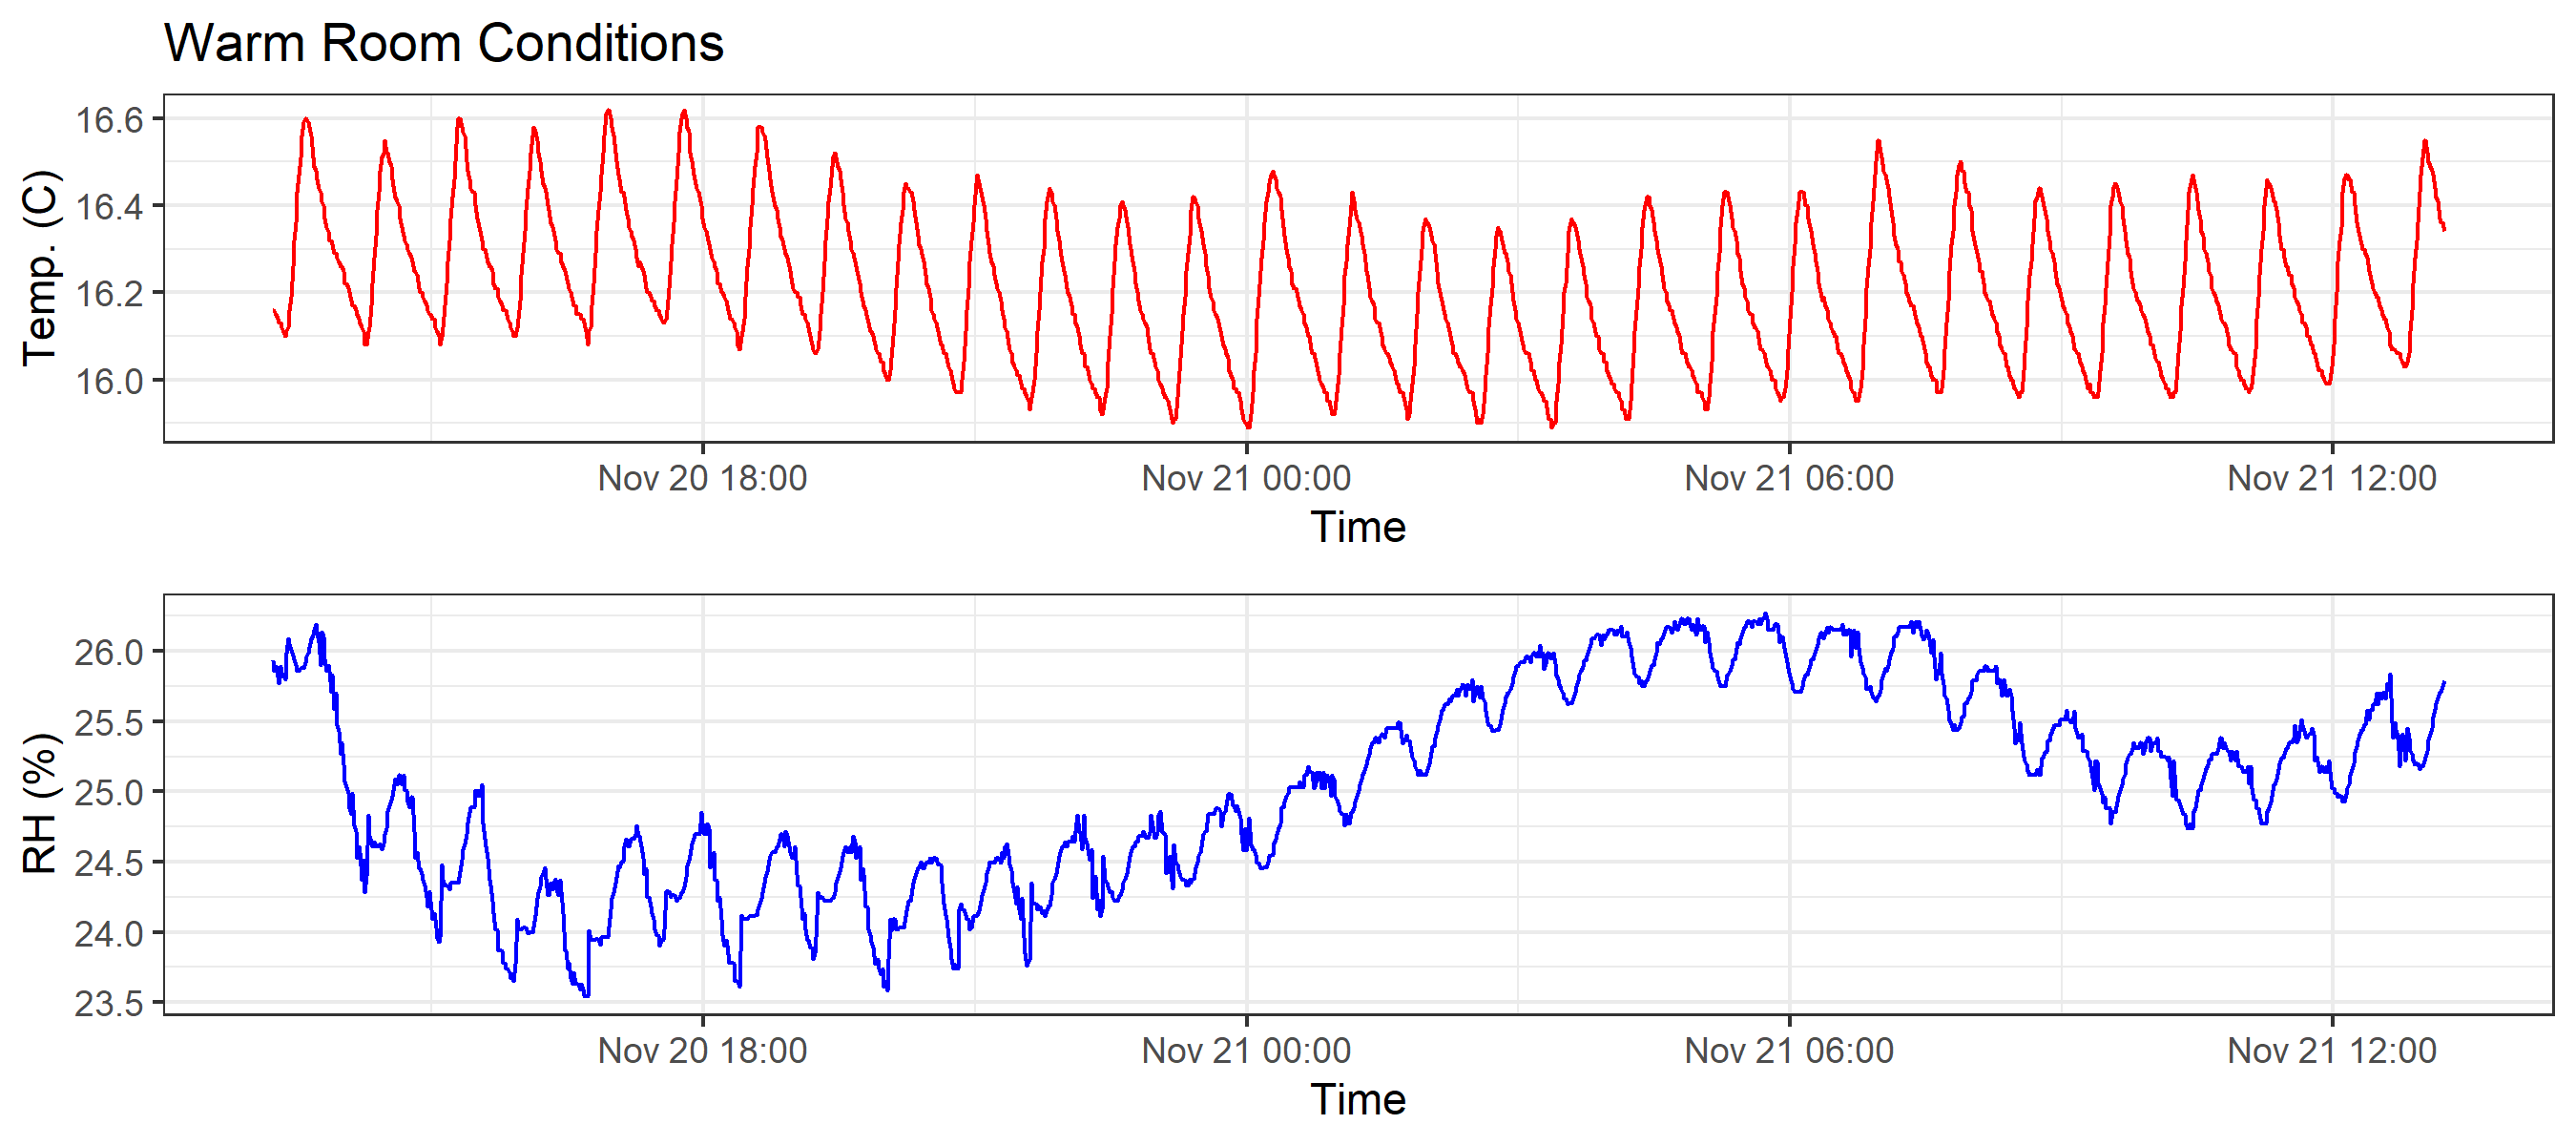 Warm Room Conditions
Temp. (C)
16.6
16.4
16.2
16.0
Nov 20 18:00 Nov 21 00:00 Nov 21 06:00 Nov 21 12:00
Time
RH (%)
26.0
25.5
25.0
24.5
24.0
23.5
Nov 20 18:00 Nov 21 00:00 Nov 21 06:00 Nov 21 12:00
Time